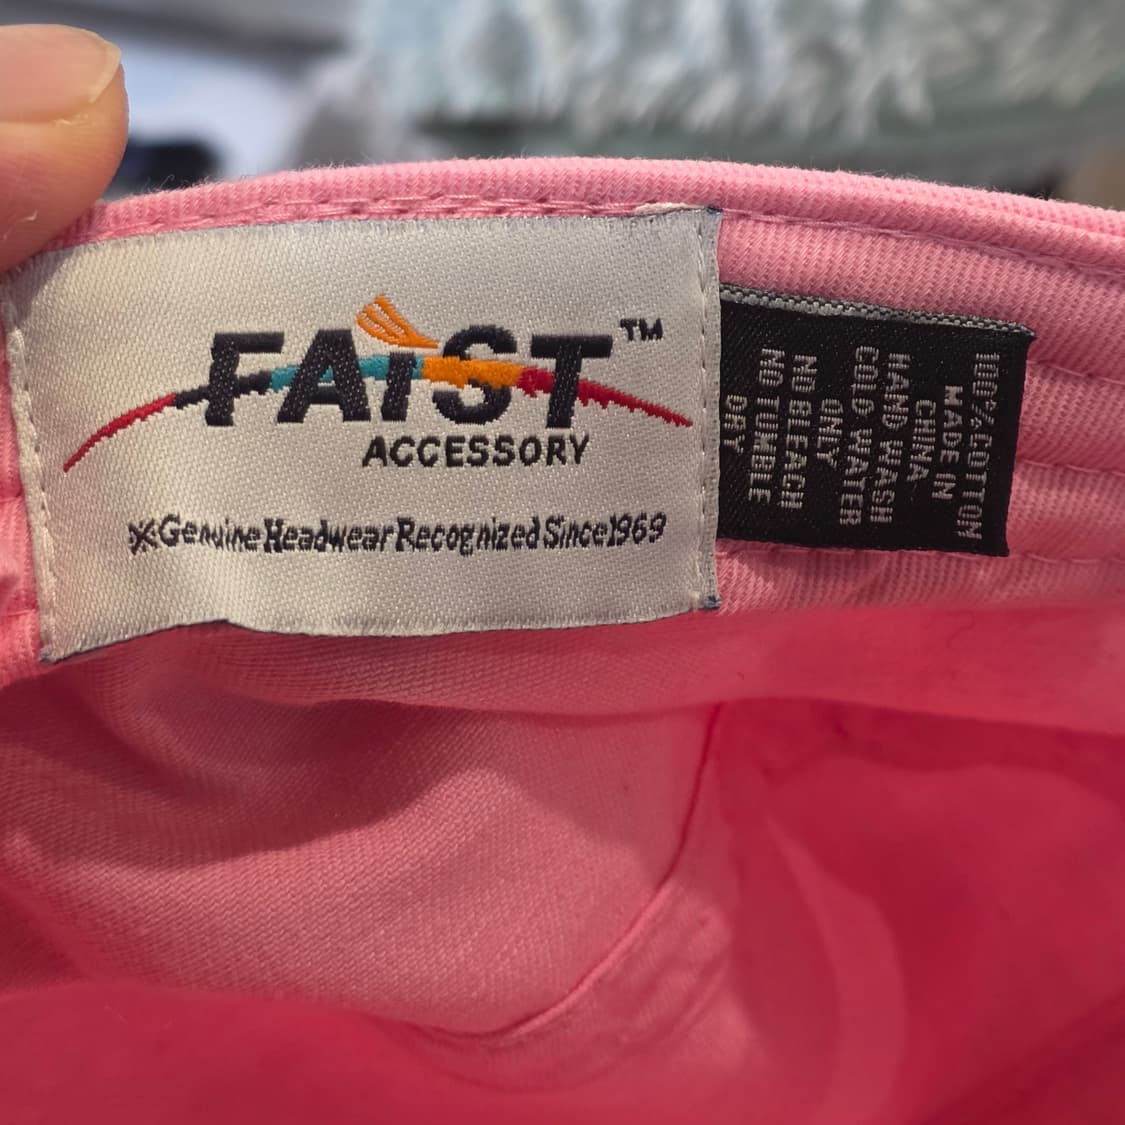 FAiST™
ACCESSORY
※Genuine Headwear Recognized Since1969
100% COTTON
MADE IN
CHINA
HAND WASH
COLD WATER
ONLY
NO BLEACH
NO TUMBLE
DRY